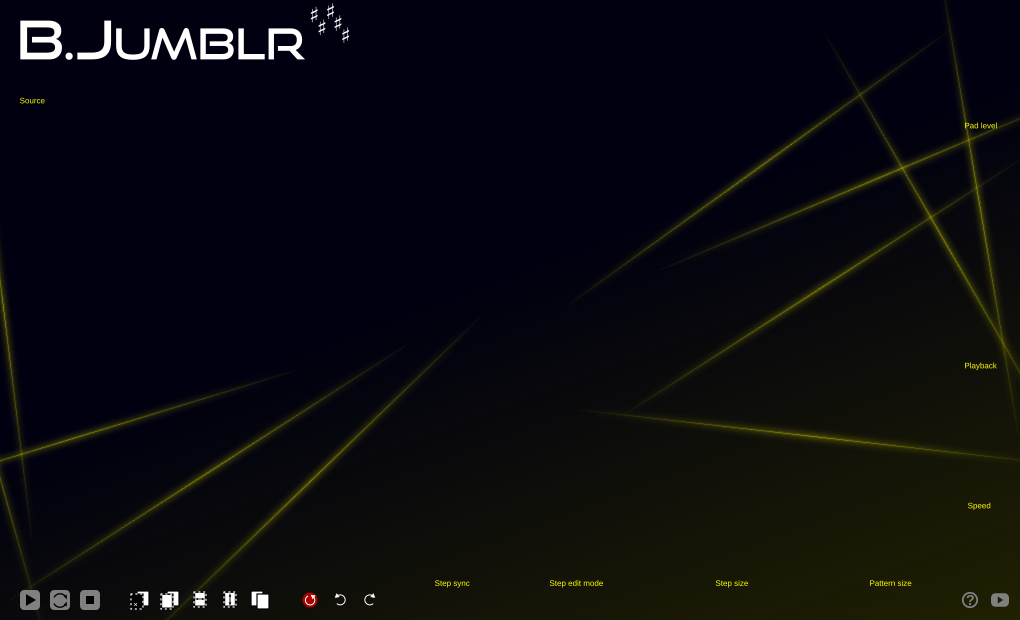 B.Jumblr
Source
Pad level
Playback
Speed
Step sync
Step edit mode
Step size
Pattern size